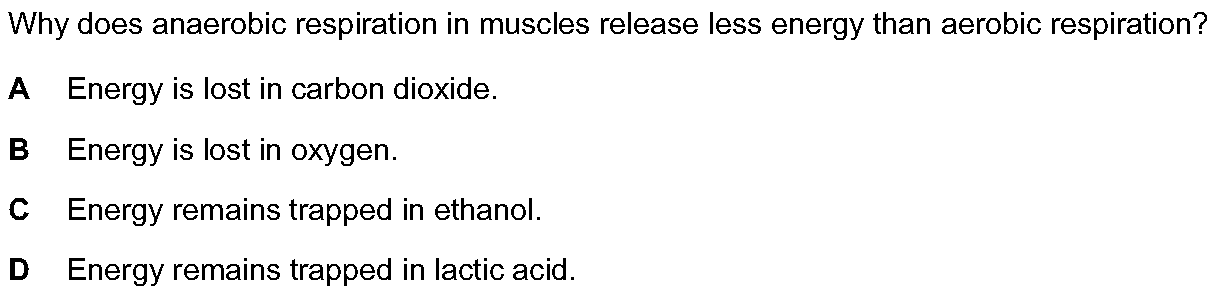 Why does anaerobic respiration in muscles release less energy than aerobic respiration?
A Energy is lost in carbon dioxide.
B Energy is lost in oxygen.
C Energy remains trapped in ethanol.
D Energy remains trapped in lactic acid.